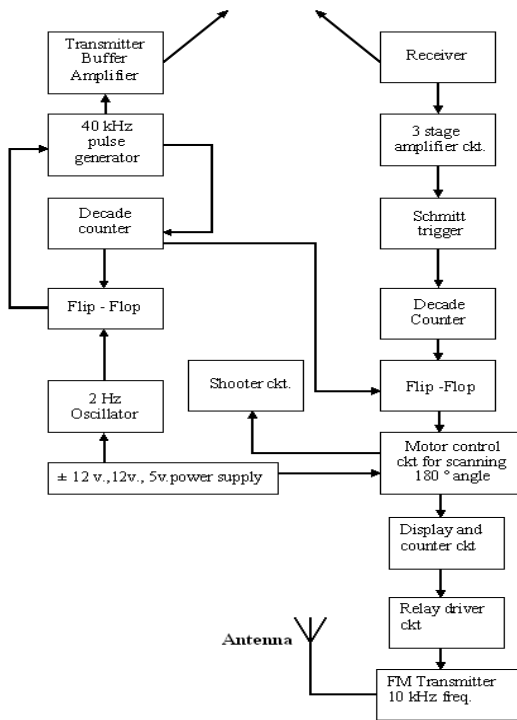 Transmitter
Buffer
Amplifier
Receiver
40 kHz
pulse
generator
3 stage
amplifier ckt.
Decade
counter
Schmitt
trigger
Flip - Flop
Decade
Counter
Shooter ckt.
Flip -Flop
2 Hz
Oscillator
Motor control
ckt for scanning
180 ° angle
± 12 v.,12v., 5v.power supply
Display and
counter ckt
Relay driver
ckt
Antenna
FM Transmitter
10 kHz freq.